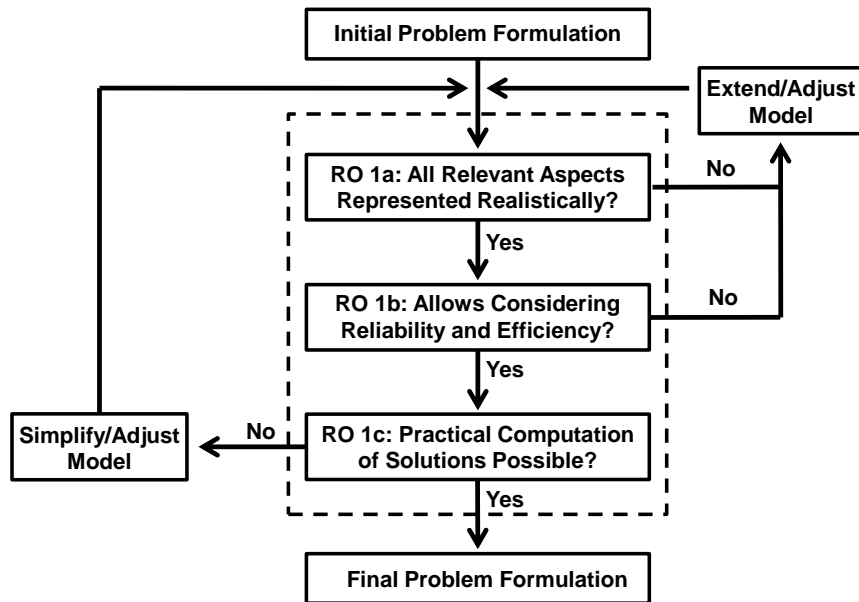 Initial Problem Formulation
Extend/Adjust
Model
RO 1a: All Relevant Aspects
Represented Realistically?
No
Yes
RO 1b: Allows Considering
Reliability and Efficiency?
No
Yes
Simplify/Adjust
Model
No
RO 1c: Practical Computation
of Solutions Possible?
Yes
Final Problem Formulation